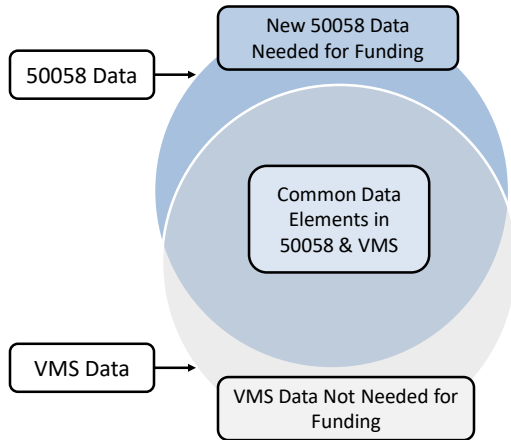 New 50058 Data
Needed for Funding
50058 Data
Common Data
Elements in
50058 & VMS
VMS Data
VMS Data Not Needed for
Funding